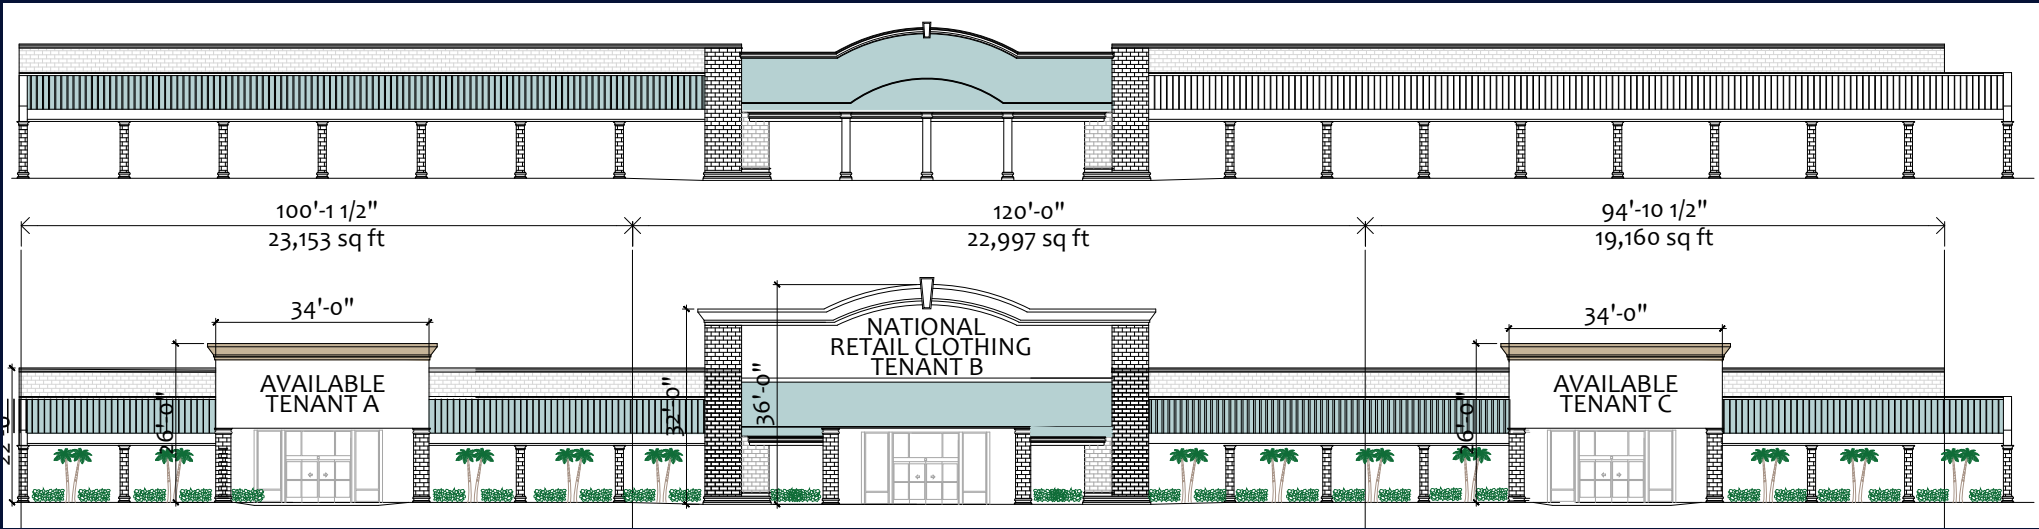 100'-1 1/2"
23,153 sq ft
120'-0"
22,997 sq ft
94'-10 1/2"
19,160 sq ft
34'-0"
34'-0"
AVAILABLE
TENANT A
NATIONAL
RETAIL CLOTHING
TENANT B
AVAILABLE
TENANT C
26'-0"
32'-0"
36'-0"
26'-0"